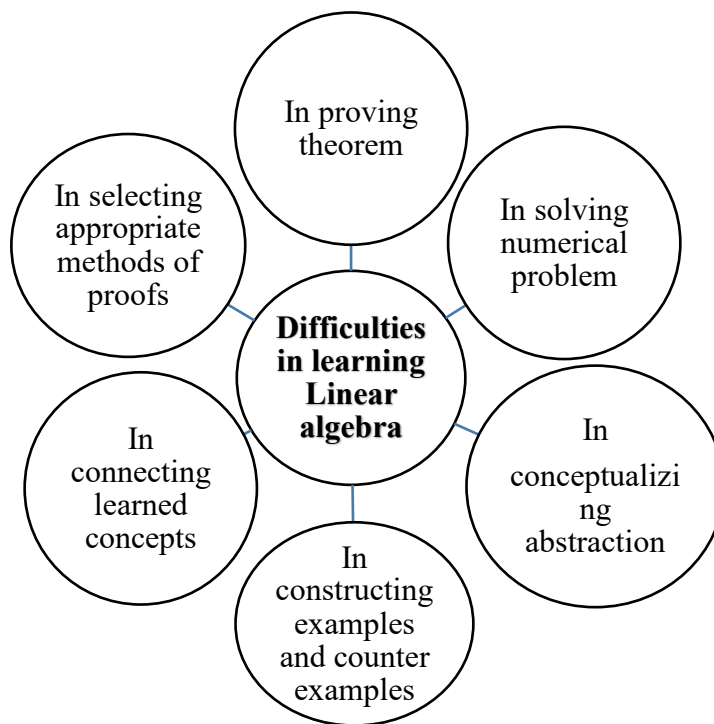 In proving
theorem
In solving
numerical
problem
In
conceptualizi
ng
abstraction
In
constructing
examples
and counter
examples
In
connecting
learned
concepts
In selecting
appropriate
methods of
proofs
Difficulties
in learning
Linear
algebra